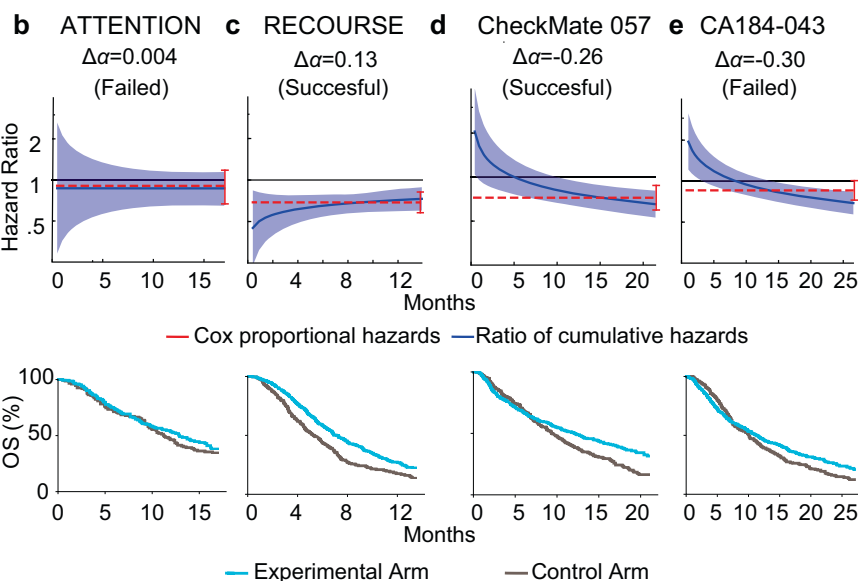 b ATTENTION c RECOURSE d CheckMate 057 e CA184-043
Δα=0.004 Δα=0.13 Δα=-0.26 Δα=-0.30
(Failed) (Succesful) (Succesful) (Failed)
Hazard Ratio
2
1
.5
0 5 10 15 0 4 8 12 0 5 10 15 20 0 5 10 15 20 25
Months
Cox proportional hazards Ratio of cumulative hazards
OS (%)
100
50
0
0 5 10 15 0 4 8 12 0 5 10 15 20 0 5 10 15 20 25
Months
Experimental Arm Control Arm